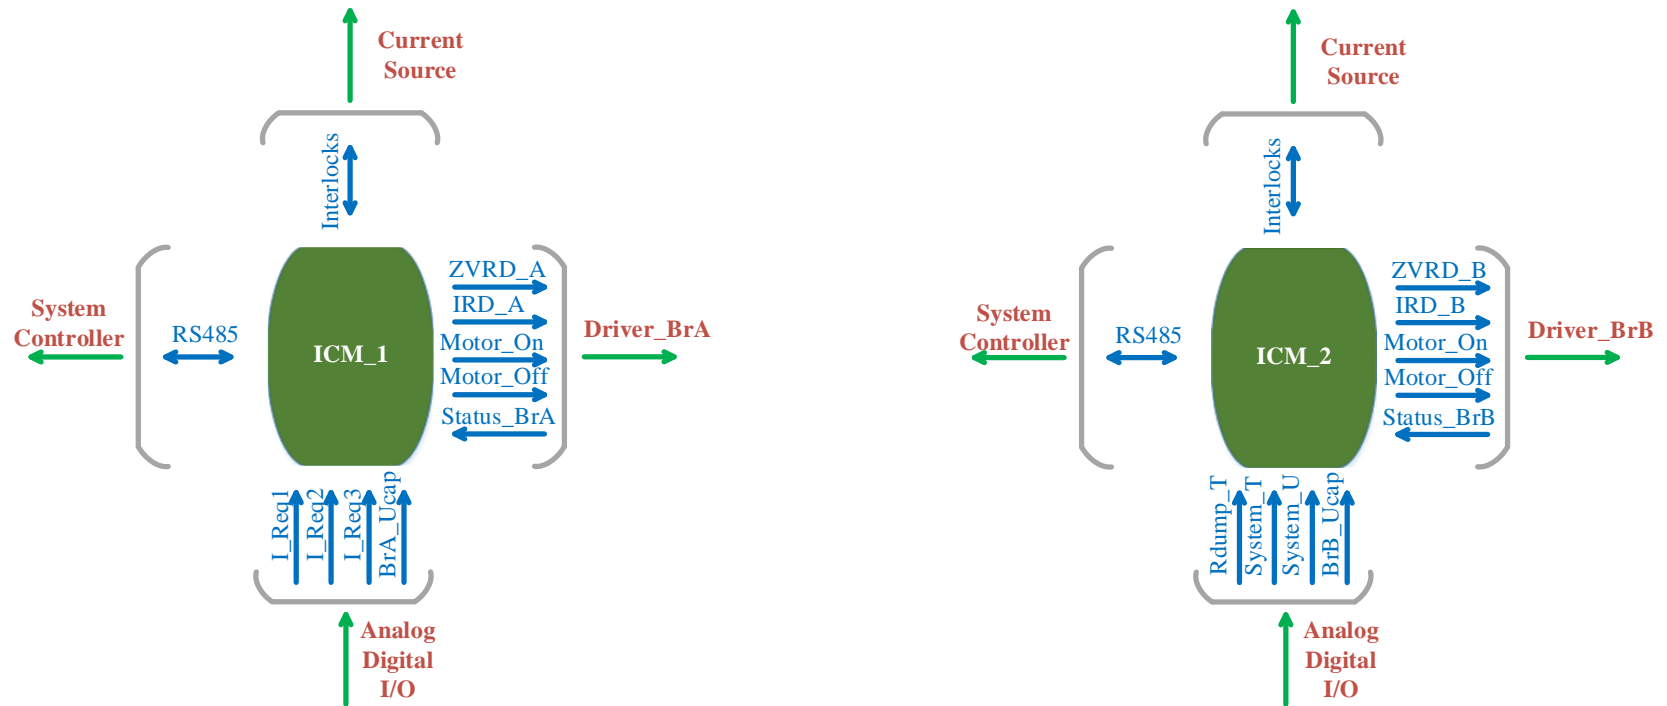 Current
Source
Interlocks
System
Controller
RS485
ICM_1
ZVRD_A
IRD_A
Motor_On
Motor_Off
Status_BrA
Driver_BrA
I_Req1
I_Req2
I_Req3
BrA_Ucap
Analog
Digital
I/O
Current
Source
Interlocks
System
Controller
RS485
ICM_2
ZVRD_B
IRD_B
Motor_On
Motor_Off
Status_BrB
Driver_BrB
Rdump_T
System_T
System_U
BrB_Ucap
Analog
Digital
I/O